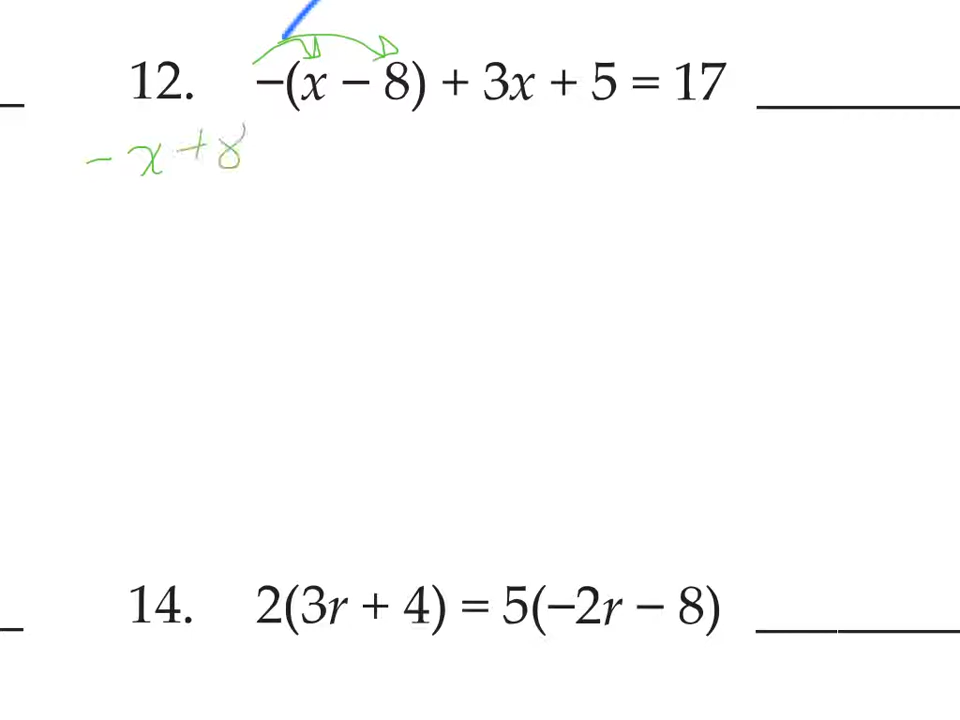 12. –(x – 8) + 3x + 5 = 17
- x + 8
14. 2(3r + 4) = 5(–2r – 8)